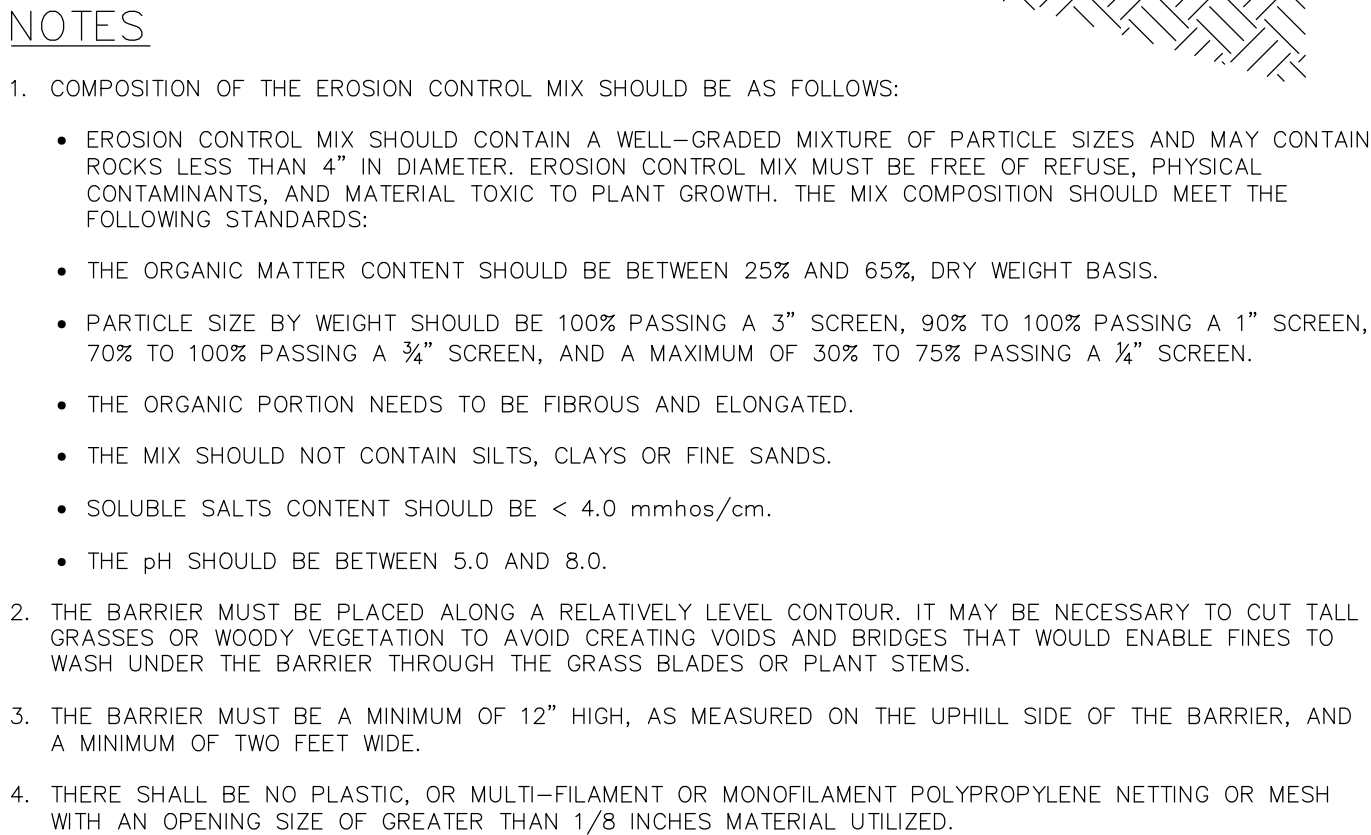 NOTES
1. COMPOSITION OF THE EROSION CONTROL MIX SHOULD BE AS FOLLOWS:
• EROSION CONTROL MIX SHOULD CONTAIN A WELL–GRADED MIXTURE OF PARTICLE SIZES AND MAY CONTAIN
ROCKS LESS THAN 4" IN DIAMETER. EROSION CONTROL MIX MUST BE FREE OF REFUSE, PHYSICAL
CONTAMINANTS, AND MATERIAL TOXIC TO PLANT GROWTH. THE MIX COMPOSITION SHOULD MEET THE
FOLLOWING STANDARDS:
• THE ORGANIC MATTER CONTENT SHOULD BE BETWEEN 25% AND 65%, DRY WEIGHT BASIS.
• PARTICLE SIZE BY WEIGHT SHOULD BE 100% PASSING A 3" SCREEN, 90% TO 100% PASSING A 1" SCREEN,
70% TO 100% PASSING A ¾" SCREEN, AND A MAXIMUM OF 30% TO 75% PASSING A ¼" SCREEN.
• THE ORGANIC PORTION NEEDS TO BE FIBROUS AND ELONGATED.
• THE MIX SHOULD NOT CONTAIN SILTS, CLAYS OR FINE SANDS.
• SOLUBLE SALTS CONTENT SHOULD BE < 4.0 mmhos/cm.
• THE pH SHOULD BE BETWEEN 5.0 AND 8.0.
2. THE BARRIER MUST BE PLACED ALONG A RELATIVELY LEVEL CONTOUR. IT MAY BE NECESSARY TO CUT TALL
GRASSES OR WOODY VEGETATION TO AVOID CREATING VOIDS AND BRIDGES THAT WOULD ENABLE FINES TO
WASH UNDER THE BARRIER THROUGH THE GRASS BLADES OR PLANT STEMS.
3. THE BARRIER MUST BE A MINIMUM OF 12" HIGH, AS MEASURED ON THE UPHILL SIDE OF THE BARRIER, AND
A MINIMUM OF TWO FEET WIDE.
4. THERE SHALL BE NO PLASTIC, OR MULTI–FILAMENT OR MONOFILAMENT POLYPROPYLENE NETTING OR MESH
WITH AN OPENING SIZE OF GREATER THAN 1/8 INCHES MATERIAL UTILIZED.